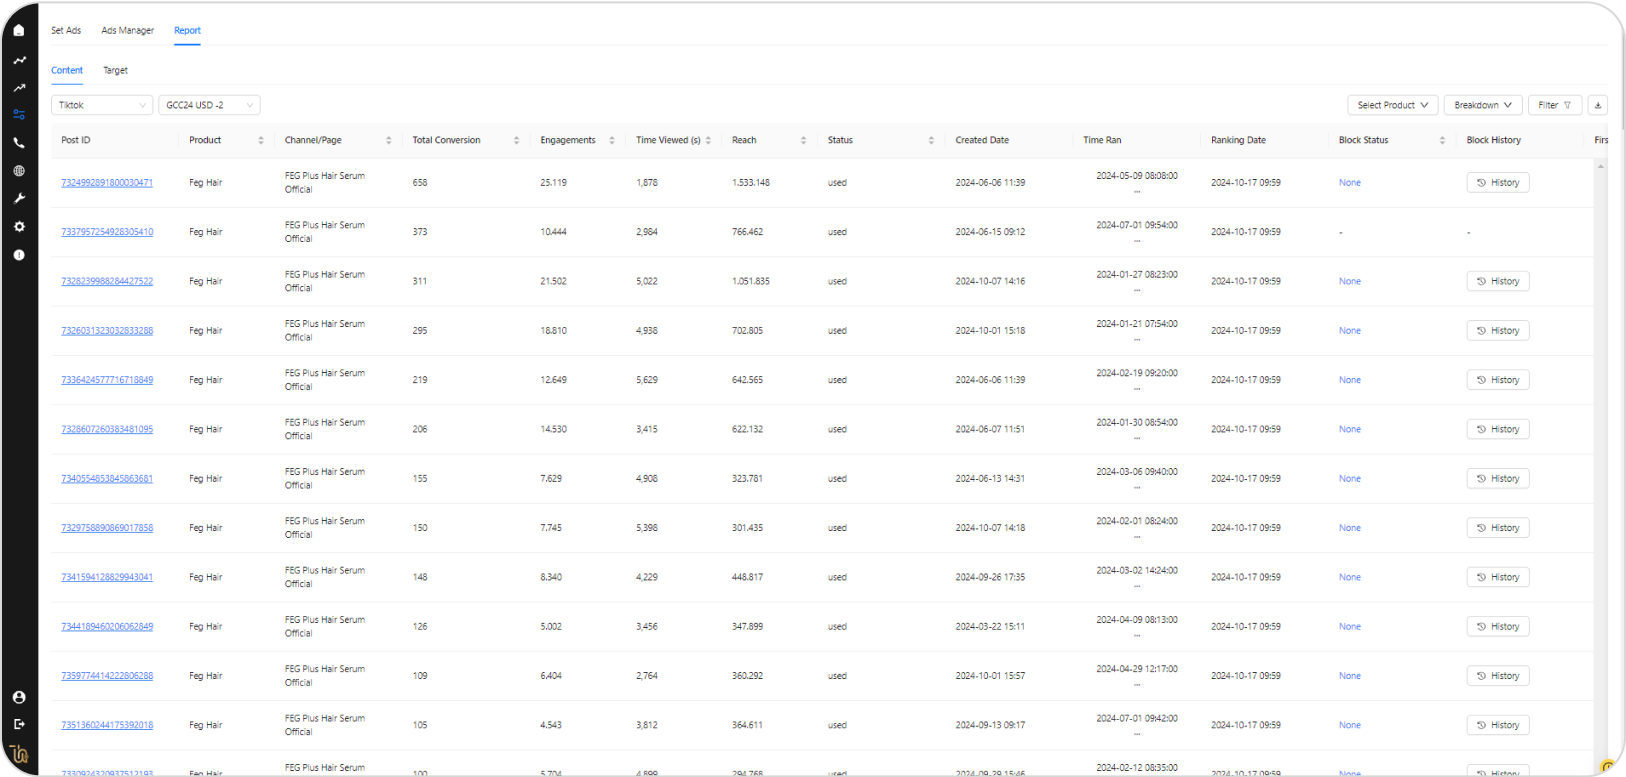 Set Ads Ads Manager Report
Content Target
Tiktok GCC24 USD -2 Select Product Breakdown Filter
Post ID Product Channel/Page Total Conversion Engagements Time Viewed (s) Reach Status Created Date Time Ran Ranking Date Block Status Block History Firs
7324992891800030471 Feg Hair FEG Plus Hair Serum Official 658 25.119 1,878 1.533.148 used 2024-06-06 11:39 2024-05-09 08:08:00 ... 2024-10-17 09:59 None History
7337957254928305410 Feg Hair FEG Plus Hair Serum Official 373 10.444 2,984 766.462 used 2024-06-15 09:12 2024-07-01 09:54:00 ... 2024-10-17 09:59 - -
7328239988284427522 Feg Hair FEG Plus Hair Serum Official 311 21.502 5,022 1.051.835 used 2024-10-07 14:16 2024-01-27 08:23:00 ... 2024-10-17 09:59 None History
7326031323032833288 Feg Hair FEG Plus Hair Serum Official 295 18.810 4,938 702.805 used 2024-10-01 15:18 2024-01-21 07:54:00 ... 2024-10-17 09:59 None History
7336424577716718849 Feg Hair FEG Plus Hair Serum Official 219 12.649 5,629 642.565 used 2024-06-06 11:39 2024-02-19 09:20:00 ... 2024-10-17 09:59 None History
7328607260383481095 Feg Hair FEG Plus Hair Serum Official 206 14.530 3,415 622.132 used 2024-06-07 11:51 2024-01-30 08:54:00 ... 2024-10-17 09:59 None History
7340554853845863681 Feg Hair FEG Plus Hair Serum Official 155 7.629 4,908 323.781 used 2024-06-13 14:31 2024-03-06 09:40:00 ... 2024-10-17 09:59 None History
7329758890869017858 Feg Hair FEG Plus Hair Serum Official 150 7.745 5,398 301.435 used 2024-10-07 14:18 2024-02-01 08:24:00 ... 2024-10-17 09:59 None History
7341594128829943041 Feg Hair FEG Plus Hair Serum Official 148 8.340 4,229 448.817 used 2024-09-26 17:35 2024-03-02 14:24:00 ... 2024-10-17 09:59 None History
7344189460206062849 Feg Hair FEG Plus Hair Serum Official 126 5.002 3,456 347.899 used 2024-03-22 15:11 2024-04-09 08:13:00 ... 2024-10-17 09:59 None History
7359774414222806288 Feg Hair FEG Plus Hair Serum Official 109 6.404 2,764 360.292 used 2024-10-01 15:57 2024-04-29 12:17:00 ... 2024-10-17 09:59 None History
7351360244175392018 Feg Hair FEG Plus Hair Serum Official 105 4.543 3,812 364.611 used 2024-09-13 09:17 2024-07-01 09:42:00 ... 2024-10-17 09:59 None History
7330924320937512193 Feg Hair FEG Plus Hair Serum 100 5.704 4,899 294.768 used 2024-09-29 15:46 2024-02-12 08:35:00 2024-10-17 09:59 None History